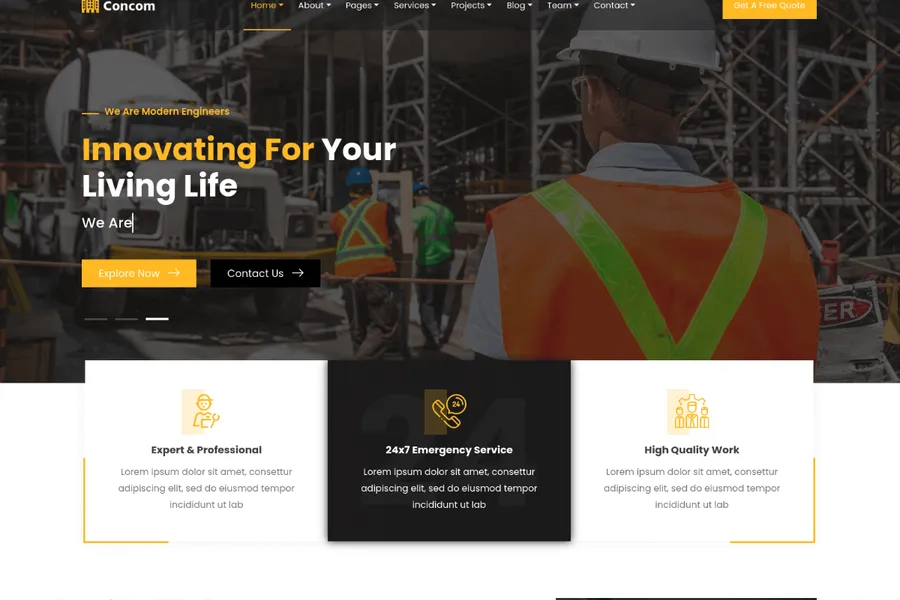 Concom
Home About Pages Services Projects Blog Team Contact
Get A Free Quote
We Are Modern Engineers
Innovating For Your
Living Life
We Are
Explore Now
Contact Us
24
24
Expert & Professional
24x7 Emergency Service
High Quality Work
Lorem ipsum dolor sit amet, consettur
adipiscing elit, sed do eiusmod tempor
incididunt ut lab
Lorem ipsum dolor sit amet, consettur
adipiscing elit, sed do eiusmod tempor
incididunt ut lab
Lorem ipsum dolor sit amet, consettur
adipiscing elit, sed do eiusmod tempor
incididunt ut lab